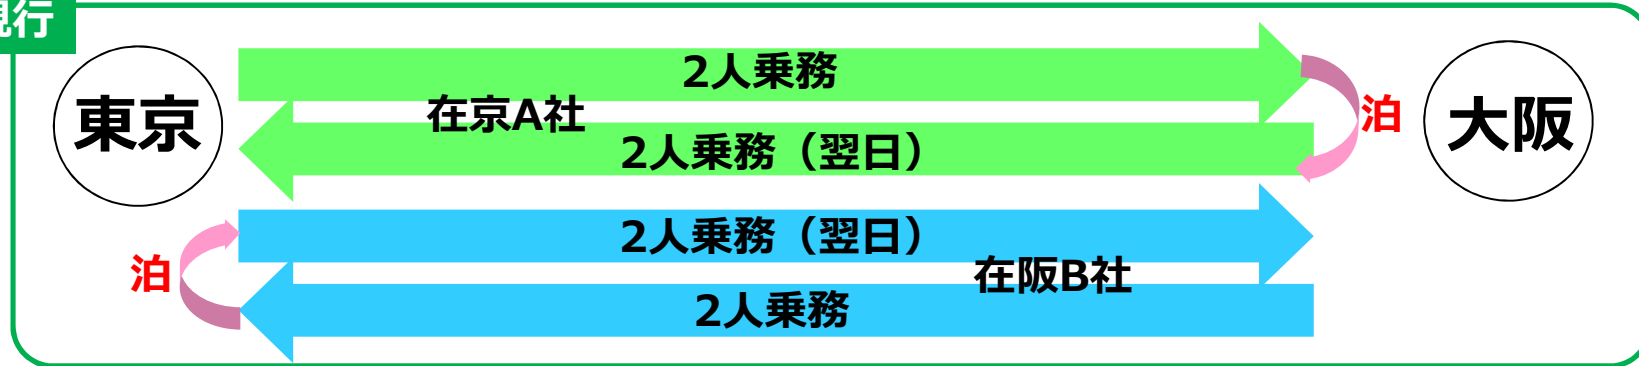 現行
2人乗務
東京
在京A社
泊
大阪
2人乗務（翌日）
2人乗務（翌日）
泊
在阪B社
2人乗務